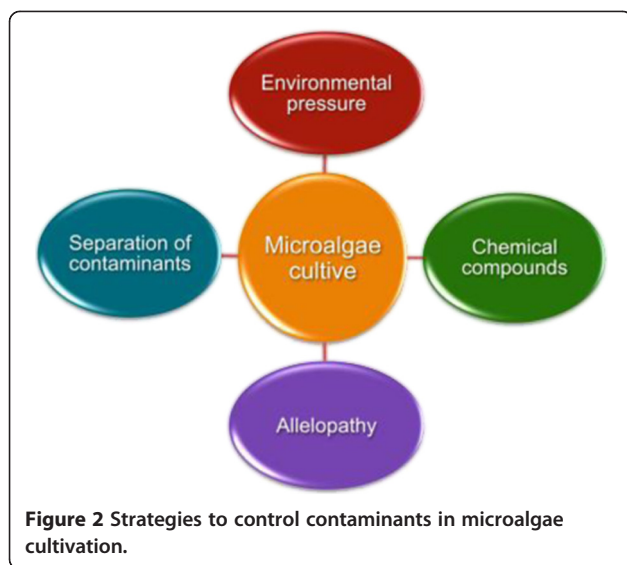 Environmental
pressure
Separation of
contaminants
Microalgae
cultive
Chemical
compounds
Allelopathy
Figure 2 Strategies to control contaminants in microalgae
cultivation.